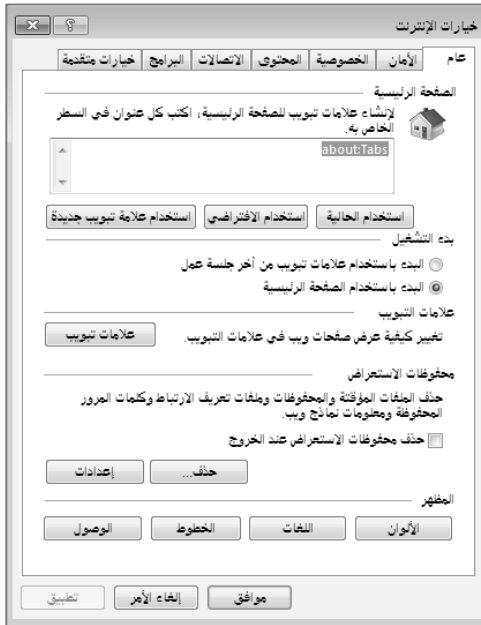 خيارات الإنترنت
عام الأمان الخصوصية المحتوى الاتصالات البرامج خيارات متقدمة
الصفحة الرئيسية
لإنشاء علامات تبويب للصفحة الرئيسية، اكتب كل عنوان في السطر
الخاص به.
about:Tabs
استخدام الحالية استخدام الافتراضي استخدام علامة تبويب جديدة
بدء التشغيل
البدء باستخدام علامات تبويب من آخر جلسة عمل
البدء باستخدام الصفحة الرئيسية
علامات التبويب
تغيير كيفية عرض صفحات ويب في علامات التبويب. علامات تبويب
محفوظات الاستعراض
حذف الملفات المؤقتة والمحفوظات وملفات تعريف الارتباط وكلمات المرور
المحفوظة ومعلومات نماذج ويب.
حذف محفوظات الاستعراض عند الخروج
حذف... إعدادات
المظهر
الألوان اللغات الخطوط الوصول
موافق إلغاء الأمر تطبيق